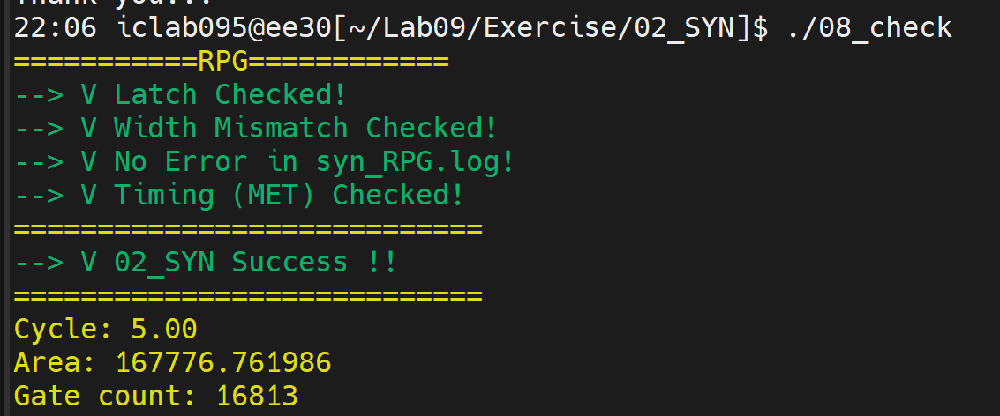 22:06 iclab095@ee30[~/Lab09/Exercise/02_SYN]$ ./08_check
===========RPG============
--> V Latch Checked!
--> V Width Mismatch Checked!
--> V No Error in syn_RPG.log!
--> V Timing (MET) Checked!
============================
--> V 02_SYN Success !!
============================
Cycle: 5.00
Area: 167776.761986
Gate count: 16813